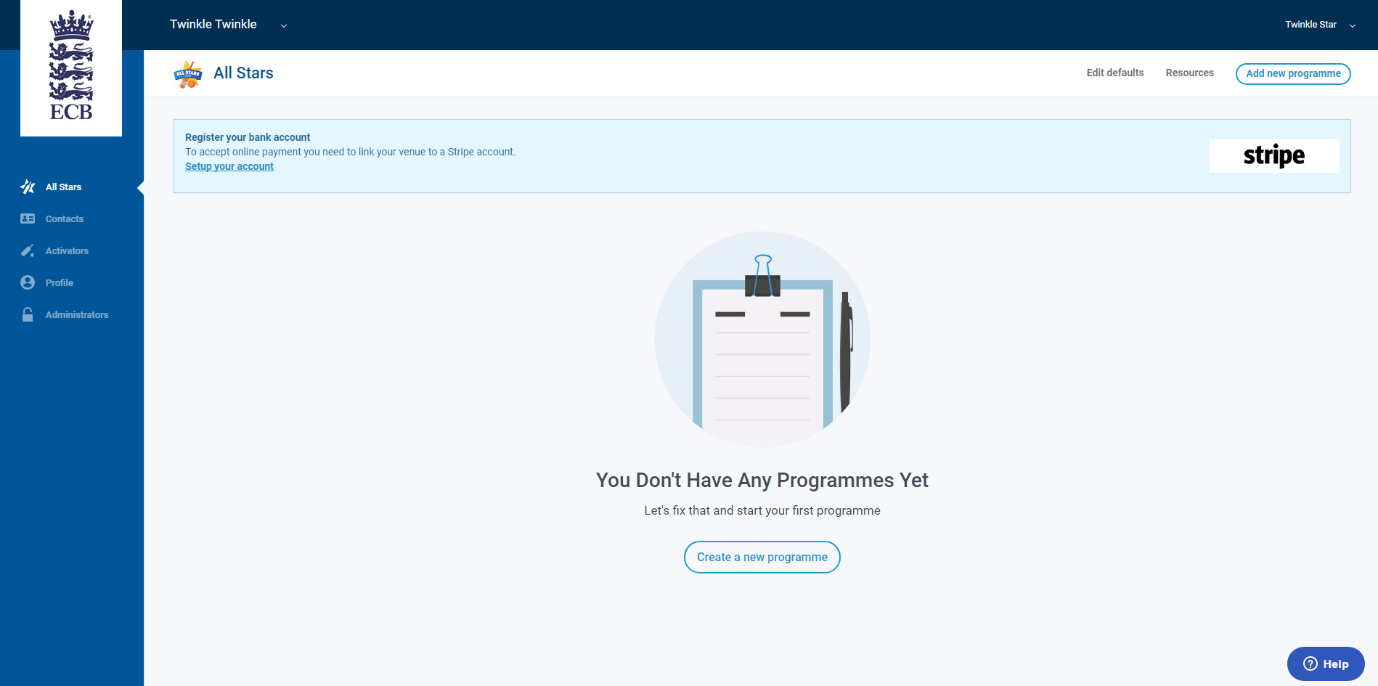 Twinkle Twinkle
Twinkle Star
ECB
ALL STARS
All Stars
Edit defaults
Resources
Add new programme
Register your bank account
To accept online payment you need to link your venue to a Stripe account.
Setup your account
stripe
All Stars
Contacts
Activators
Profile
Administrators
You Don't Have Any Programmes Yet
Let's fix that and start your first programme
Create a new programme
Help